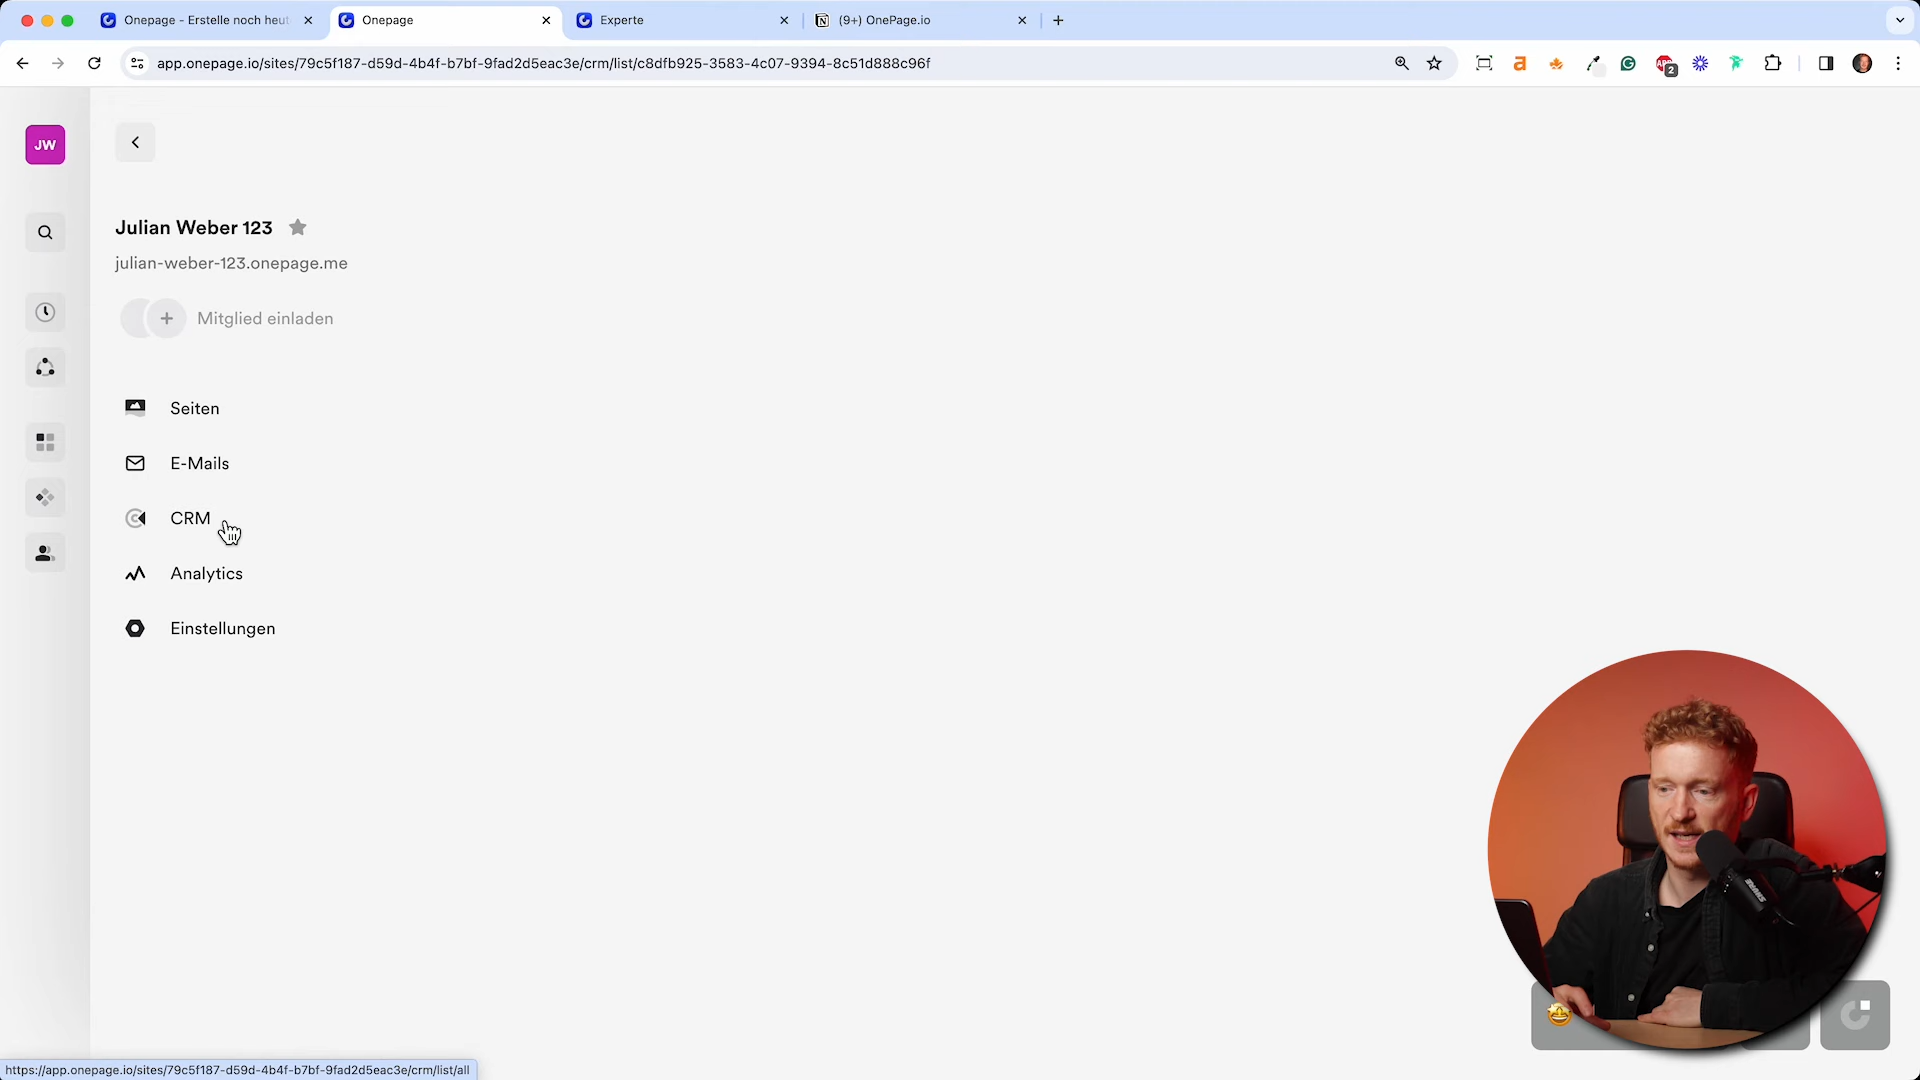 Onepage - Erstelle noch heut
Onepage
Experte
(9+) OnePage.io
app.onepage.io/sites/79c5f187-d59d-4b4f-b7bf-9fad2d5eac3e/crm/list/c8dfb925-3583-4c07-9394-8c51d888c96f
2
JW
Julian Weber 123
julian-weber-123.onepage.me
Mitglied einladen
Seiten
E-Mails
CRM
Analytics
Einstellungen
SHURE
https://app.onepage.io/sites/79c5f187-d59d-4b4f-b7bf-9fad2d5eac3e/crm/list/all